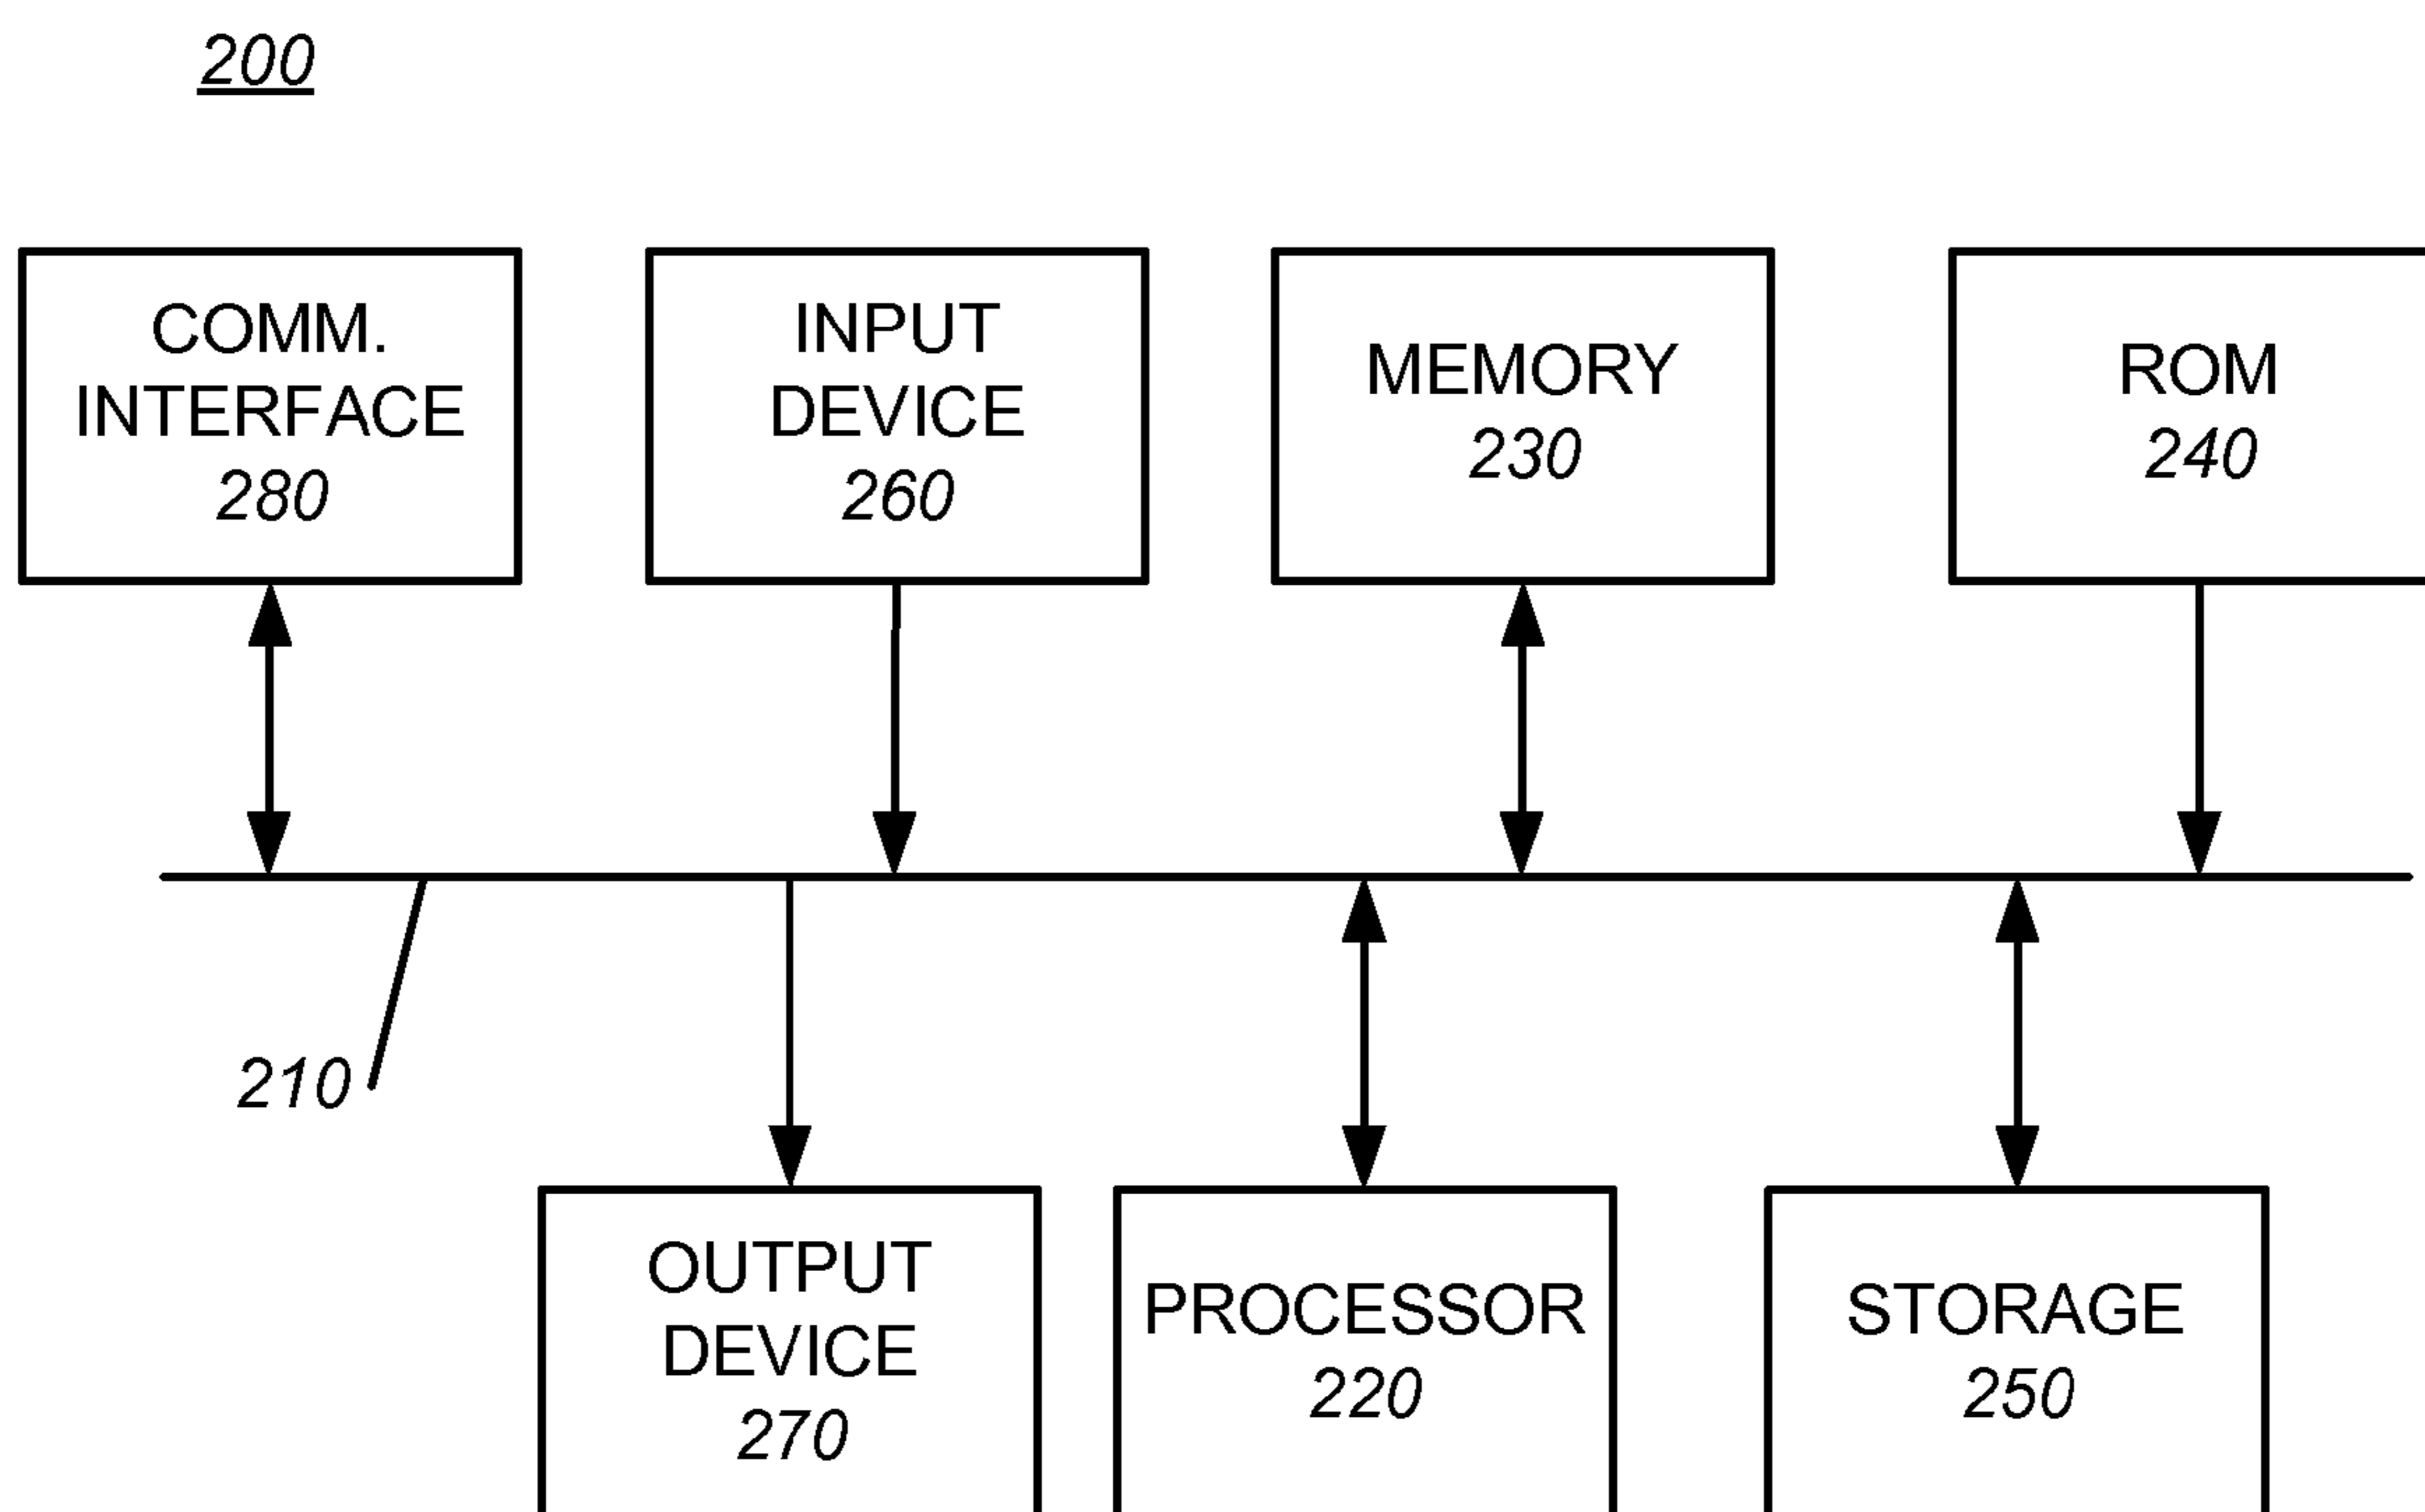 200
COMM.
INTERFACE
280
INPUT
DEVICE
260
MEMORY
230
ROM
240
210
OUTPUT
DEVICE
270
PROCESSOR
220
STORAGE
250